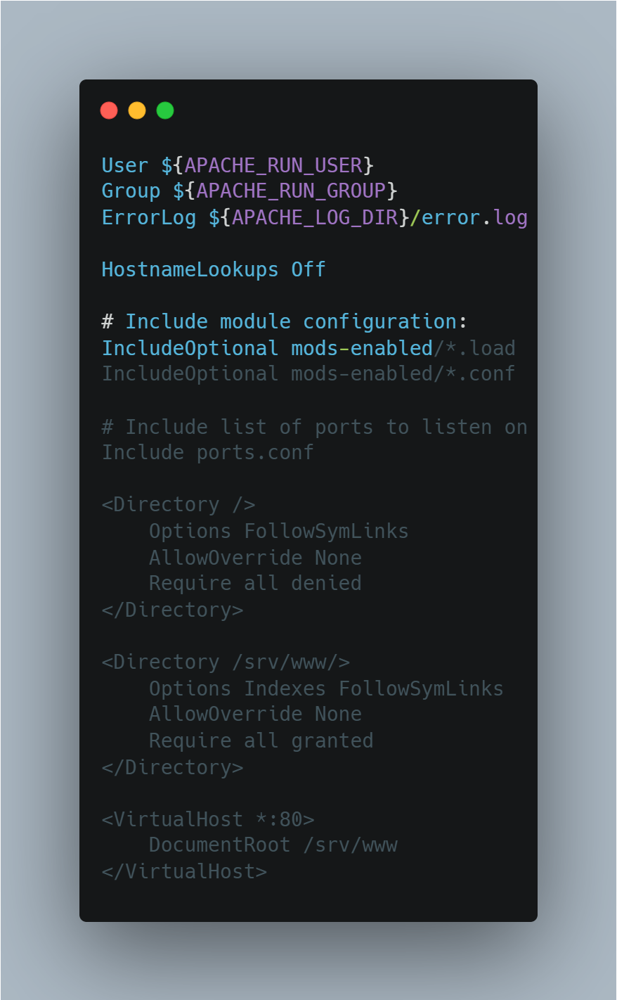 User ${APACHE_RUN_USER}
Group ${APACHE_RUN_GROUP}
ErrorLog ${APACHE_LOG_DIR}/error.log
HostnameLookups Off
# Include module configuration:
IncludeOptional mods-enabled/*.load
IncludeOptional mods-enabled/*.conf
# Include list of ports to listen on
Include ports.conf
<Directory />
    Options FollowSymLinks
    AllowOverride None
    Require all denied
</Directory>
<Directory /srv/www/>
    Options Indexes FollowSymLinks
    AllowOverride None
    Require all granted
</Directory>
<VirtualHost *:80>
    DocumentRoot /srv/www
</VirtualHost>